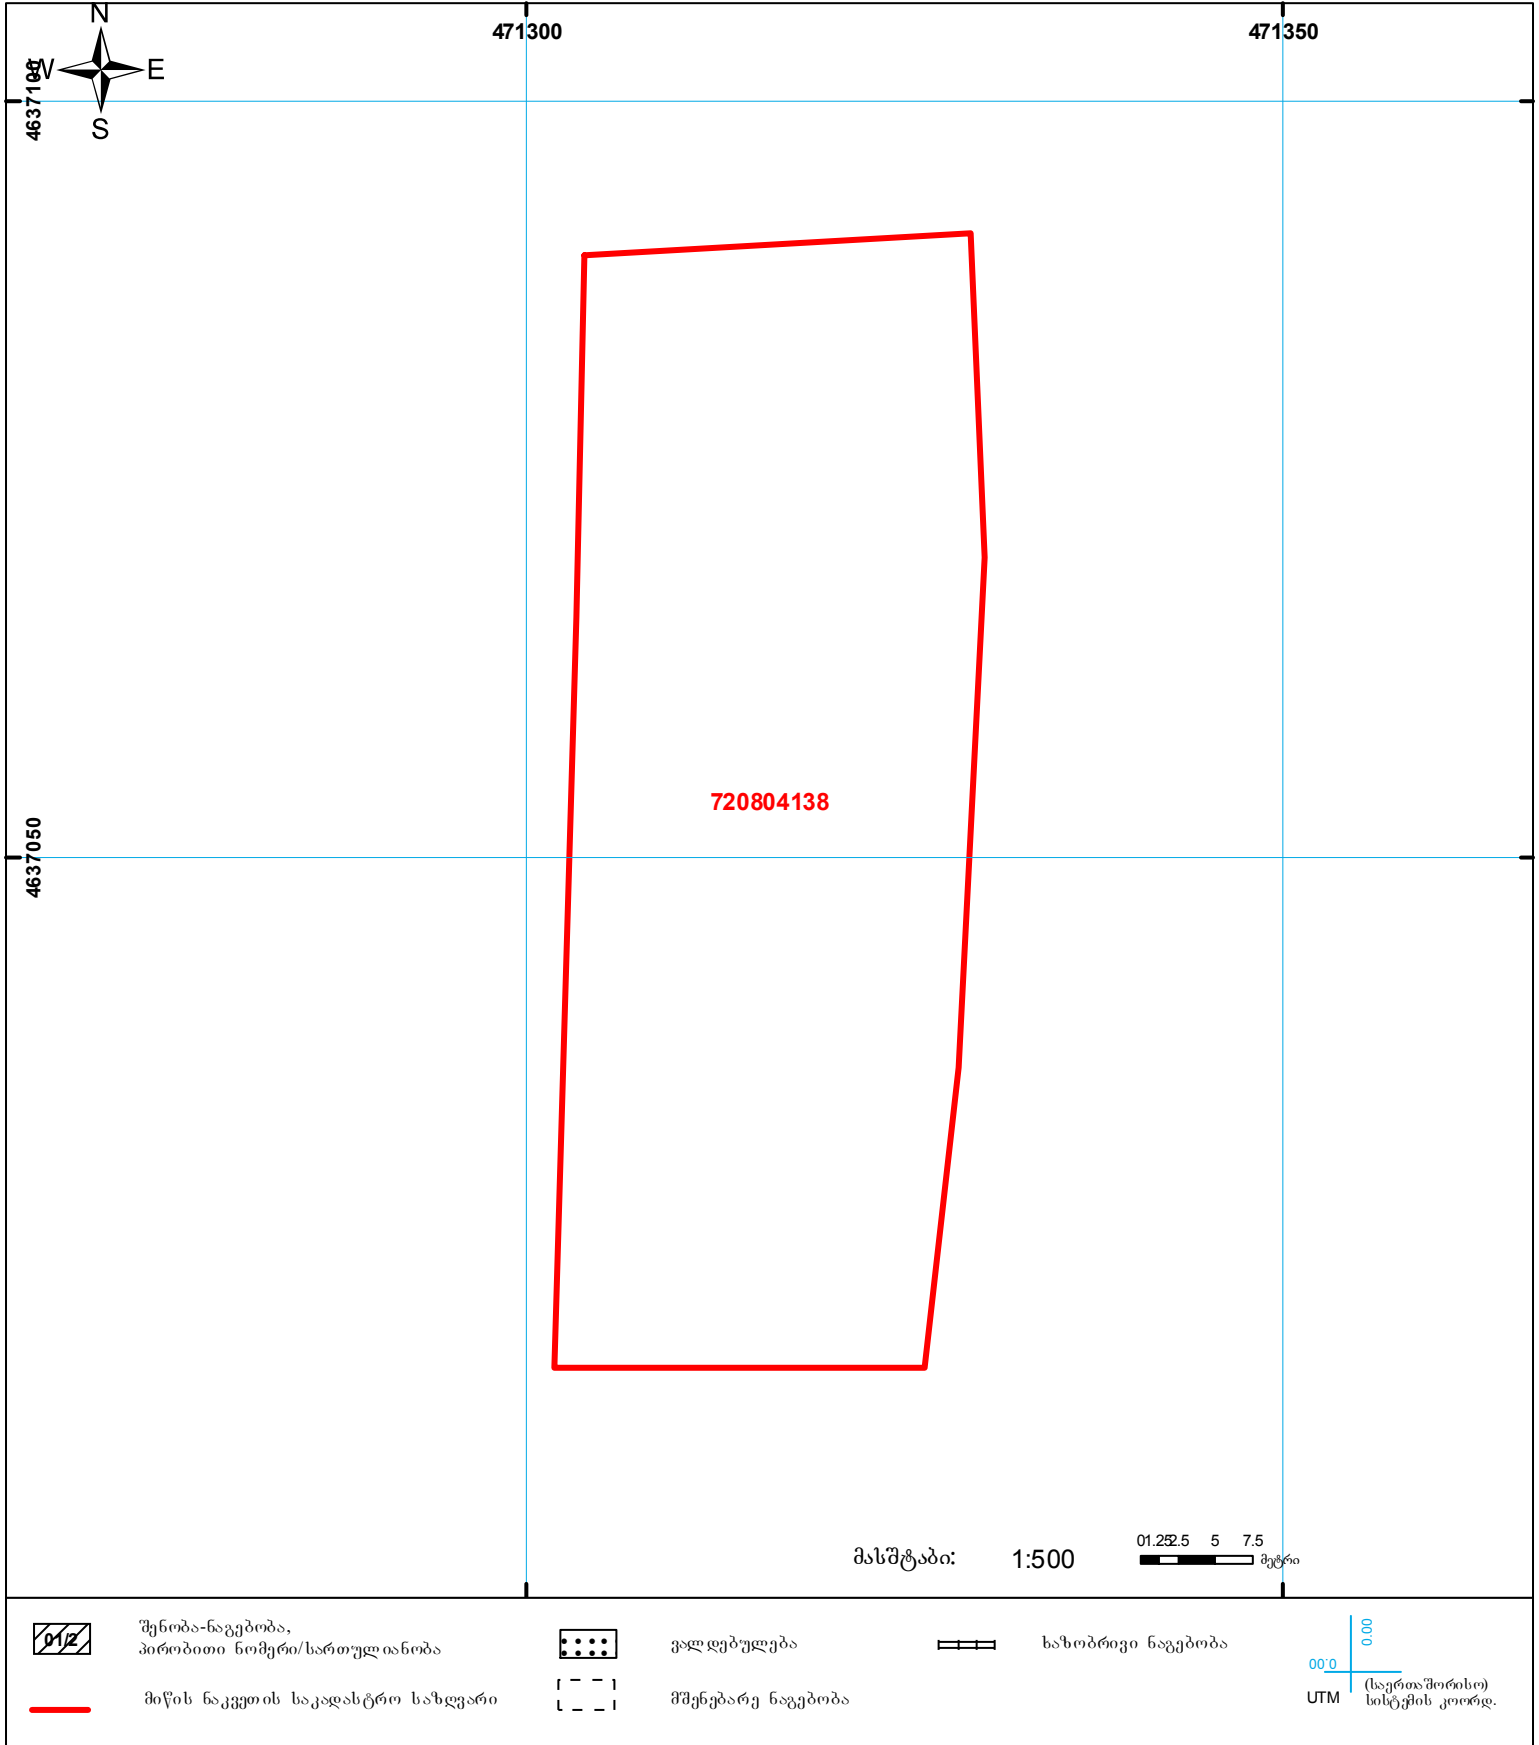 N
471300
471350
W
E
4637100
S
720804138
4637050
მასშტაბი:
1:500
0 1.25 2.5 5 7.5
მეტრი
01/2
შენობა-ნაგებობა,
პირობითი ნომერი/სართულიანობა
ვალდებულება
ხაზობრივი ნაგებობა
0.00
00.0
მიწის ნაკვეთის საკადასტრო საზღვარი
მშენებარე ნაგებობა
UTM
(საერთაშორისო)
სისტემის კოორდ.